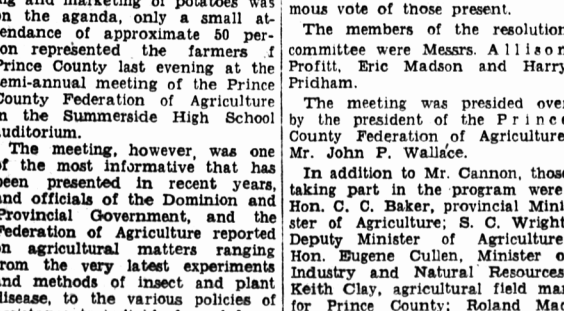 and marketing of potatoes was
on the aganda, only a small at-
endance of approximate 50 per-
on represented the farmers f
Prince County last evening at the
emi-annual meeting of the Prince
County Federation of Agriculture
n the Summerside High School
uditorium.
The meeting, however, was one
of the most informative that has
been presented in recent years,
and officials of the Dominion and
Provincial Government, and the
Federation of Agriculture reported
on agricultural matters ranging
from the very latest experiments
and methods of insect and plant
disease, to the various policies of
mous vote of those present.
The members of the resolution
committee were Messrs. Allison
Profitt, Eric Madson and Harry
Pridham.
The meeting was presided over
by the president of the Prince
County Federation of Agriculture
Mr. John P. Wallace.
In addition to Mr. Cannon, those
taking part in the program were
Hon. C. C. Baker, provincial Mini
ster of Agriculture; S. C. Wright
Deputy Minister of Agriculture
Hon. Eugene Cullen, Minister o
Industry and Natural Resources
Keith Clay, agricultural field man
for Prince County; Roland Mac